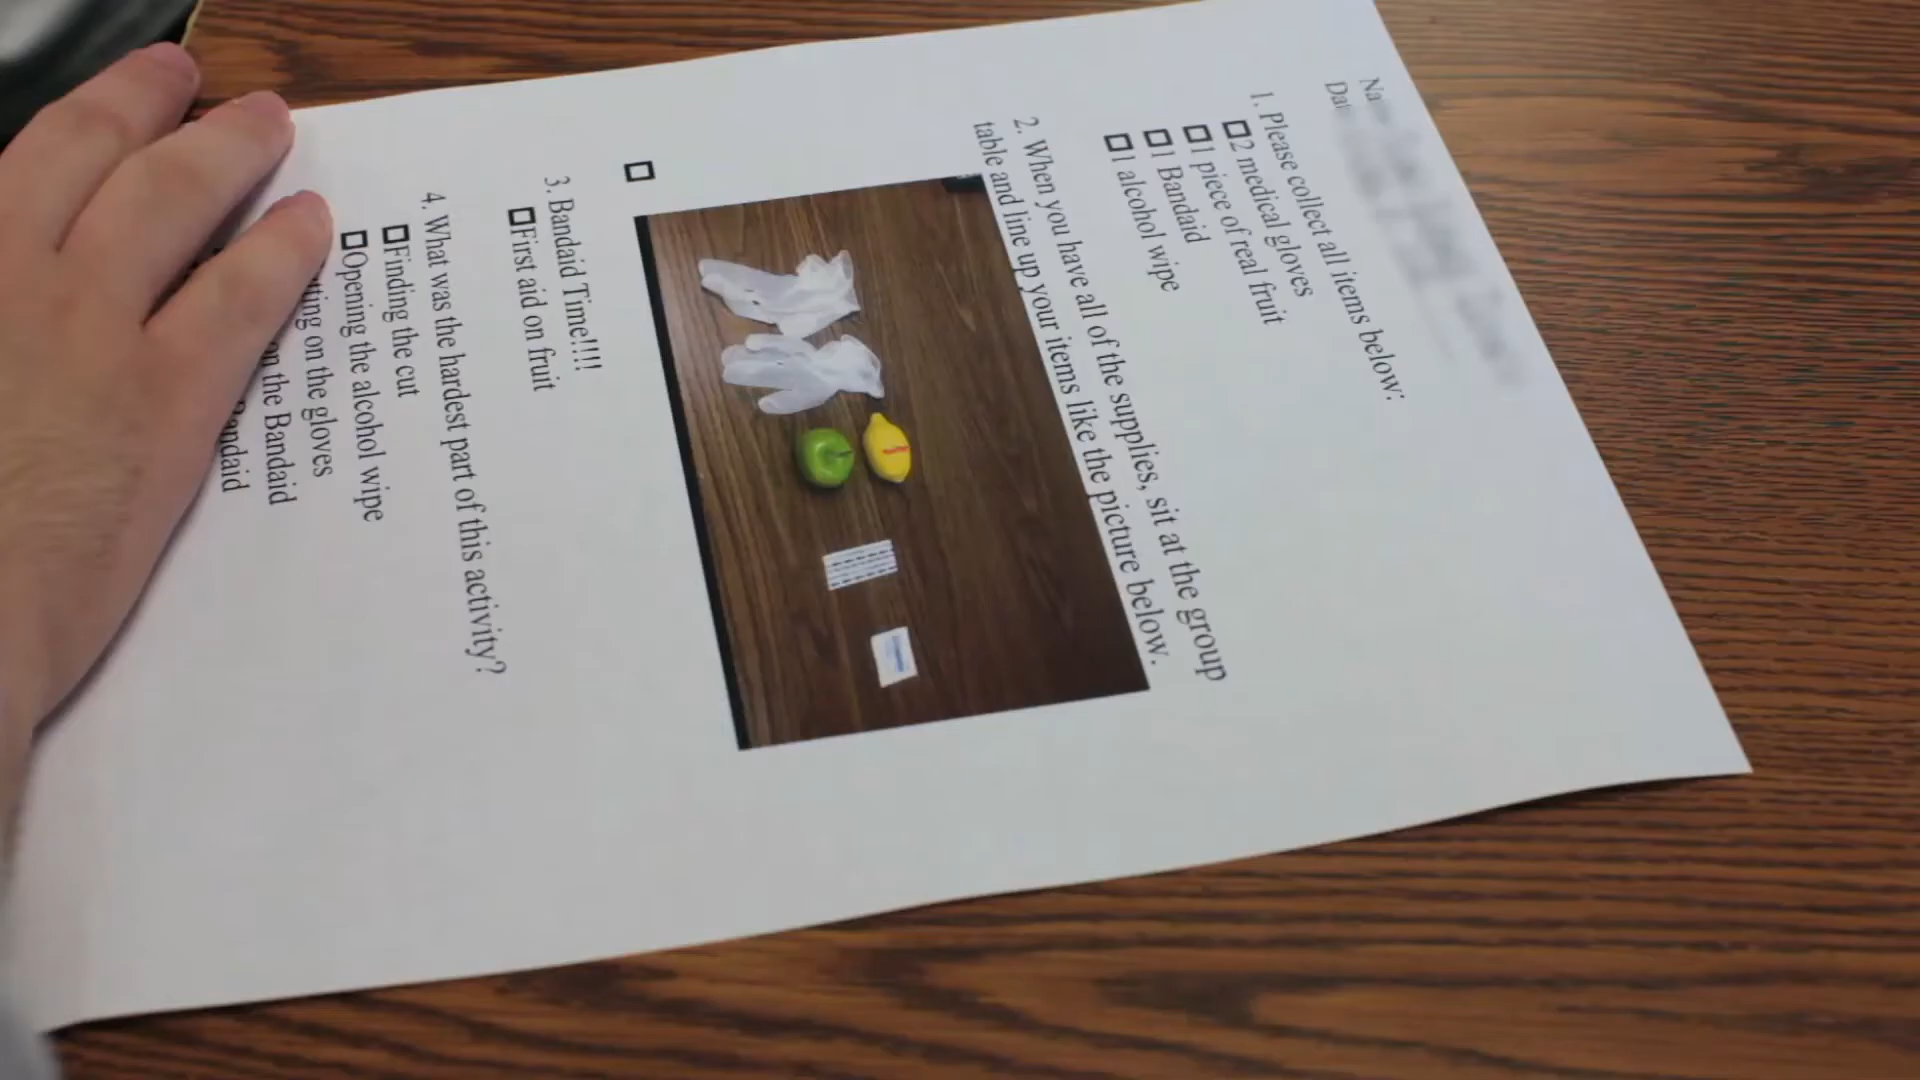 1. Please collect all items below:
2 medical gloves
1 piece of real fruit
1 Bandaid
1 alcohol wipe
2. When you have all of the supplies, sit at the group
table and line up your items like the picture below.
3. Bandaid Time!!!!
First aid on fruit
4. What was the hardest part of this activity?
Finding the cut
Opening the alcohol wipe
on the gloves
the Bandaid